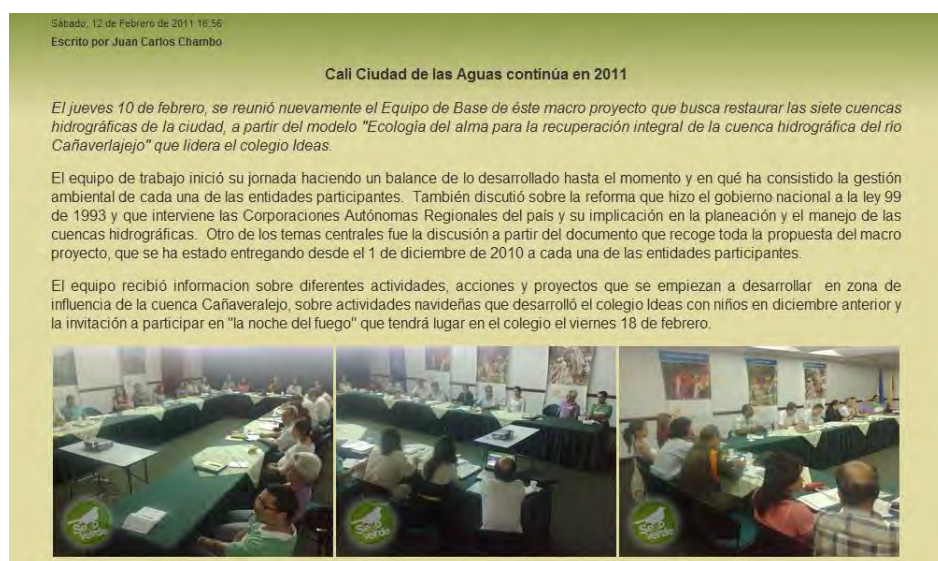 Sábado, 12 de Febrero de 2011 16:56
Escrito por Juan Carlos Chambo
Cali Ciudad de las Aguas continúa en 2011
El jueves 10 de febrero, se reunió nuevamente el Equipo de Base de éste macro proyecto que busca restaurar las siete cuencas
hidrográficas de la ciudad, a partir del modelo "Ecología del alma para la recuperación integral de la cuenca hidrográfica del río
Cañaverlajejo" que lidera el colegio Ideas.
El equipo de trabajo inició su jornada haciendo un balance de lo desarrollado hasta el momento y en qué ha consistido la gestión
ambiental de cada una de las entidades participantes. También discutió sobre la reforma que hizo el gobierno nacional a la ley 99
de 1993 y que interviene las Corporaciones Autónomas Regionales del país y su implicación en la planeación y el manejo de las
cuencas hidrográficas. Otro de los temas centrales fue la discusión a partir del documento que recoge toda la propuesta del macro
proyecto, que se ha estado entregando desde el 1 de diciembre de 2010 a cada una de las entidades participantes.
El equipo recibió informacion sobre diferentes actividades, acciones y proyectos que se empiezan a desarrollar en zona de
influencia de la cuenca Cañaveralejo, sobre actividades navideñas que desarrolló el colegio Ideas con niños en diciembre anterior y
la invitación a participar en "la noche del fuego" que tendrá lugar en el colegio el viernes 18 de febrero.
verde
verde
verde